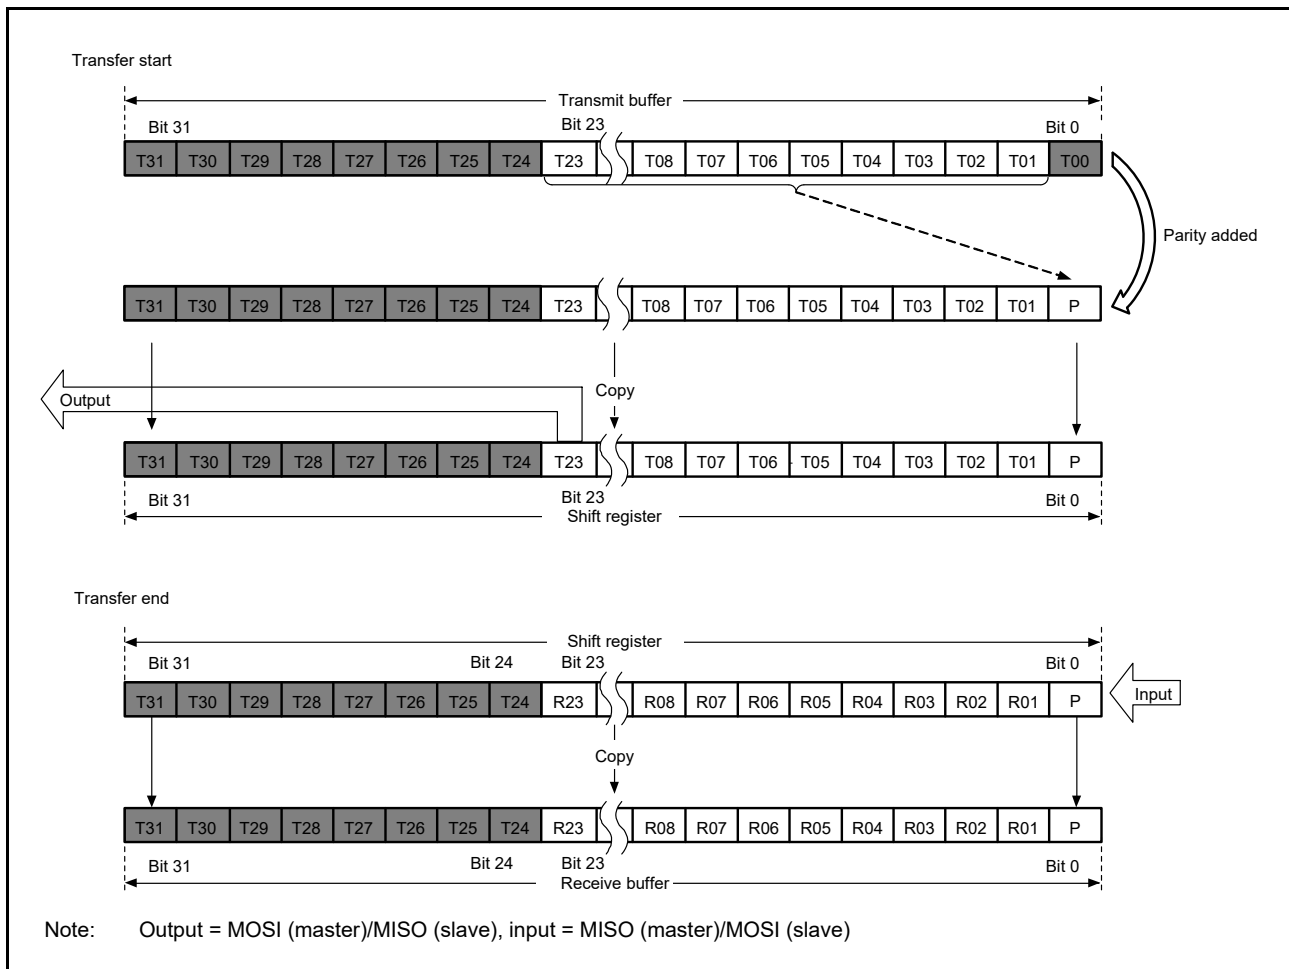 Transfer start
Transmit buffer
Bit 31 Bit 23 Bit 0
T31 T30 T29 T28 T27 T26 T25 T24 T23 T08 T07 T06 T05 T04 T03 T02 T01 T00
Parity added
T31 T30 T29 T28 T27 T26 T25 T24 T23 T08 T07 T06 T05 T04 T03 T02 T01 P
Copy
Output
T31 T30 T29 T28 T27 T26 T25 T24 T23 T08 T07 T06 T05 T04 T03 T02 T01 P
Bit 31 Bit 23 Bit 0
Shift register
Transfer end
Shift register
Bit 31 Bit 24 Bit 23 Bit 0
T31 T30 T29 T28 T27 T26 T25 T24 R23 R08 R07 R06 R05 R04 R03 R02 R01 P
Input
Copy
T31 T30 T29 T28 T27 T26 T25 T24 R23 R08 R07 R06 R05 R04 R03 R02 R01 P
Bit 31 Bit 24 Bit 23 Bit 0
Receive buffer
Note: Output = MOSI (master)/MISO (slave), input = MISO (master)/MOSI (slave)